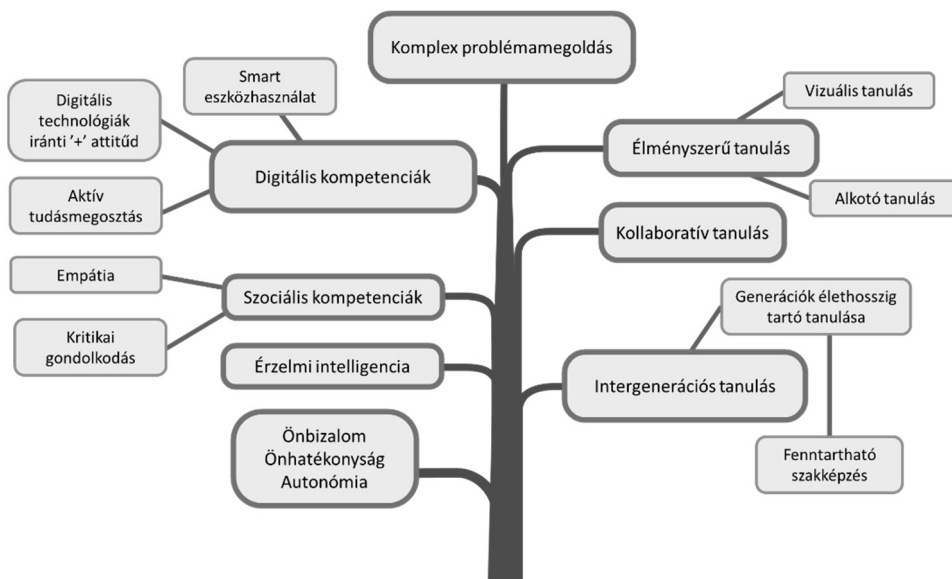 Komplex problémamegoldás
Smart
eszközhasználat
Digitális
technológiák
iránti '+' attitűd
Digitális kompetenciák
Aktív
tudásmegosztás
Empátia
Szociális kompetenciák
Kritikai
gondolkodás
Érzelmi intelligencia
Önbizalom
Önhatékonyság
Autonómia
Vizuális tanulás
Élményszerű tanulás
Alkotó tanulás
Kollaboratív tanulás
Generációk élethosszig
tartó tanulása
Intergenerációs tanulás
Fenntartható
szakképzés